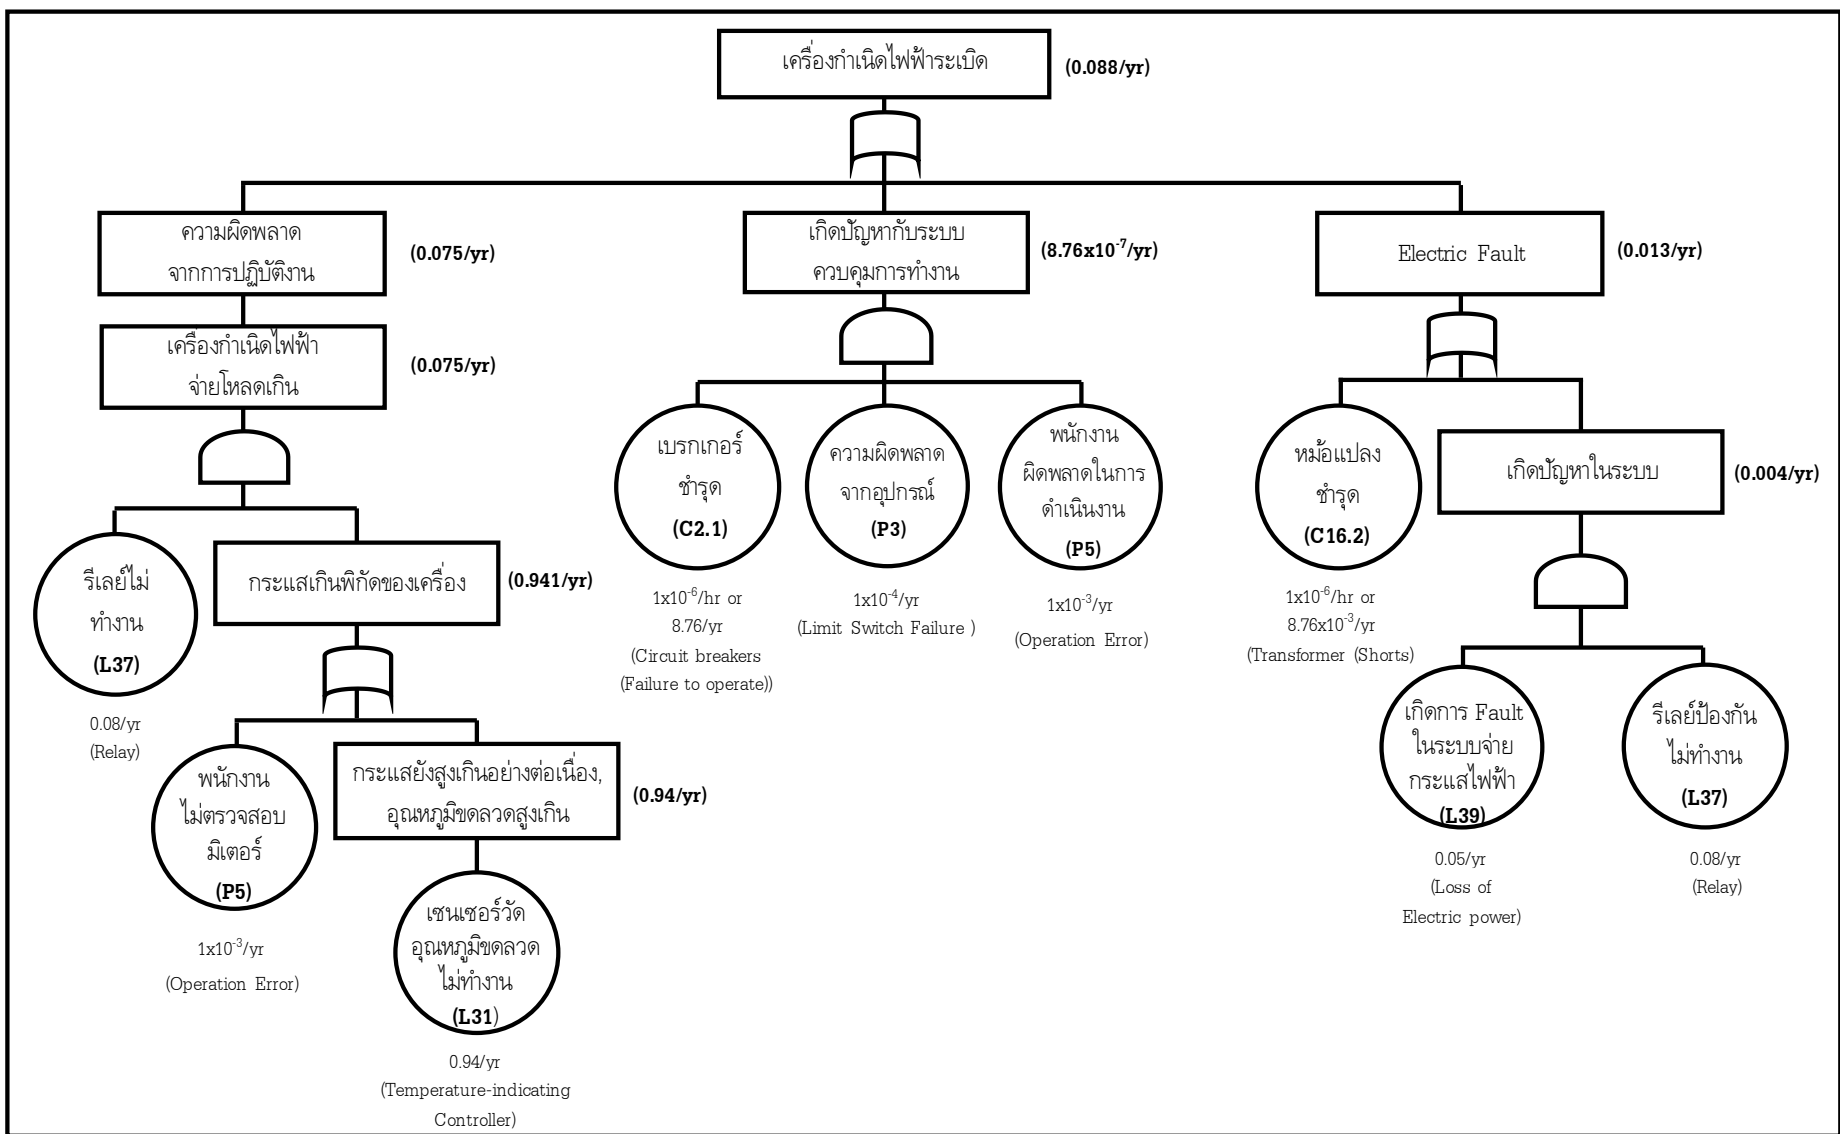 เครื่องกำเนิดไฟฟ้าระเบิด
(0.088/yr)
ความผิดพลาด
จากการปฏิบัติงาน
(0.075/yr)
เกิดปัญหากับระบบ
ควบคุมการทำงาน
(8.76x10⁻⁷/yr)
Electric Fault
(0.013/yr)
เครื่องกำเนิดไฟฟ้า
จ่ายโหลดเกิน
(0.075/yr)
เบรกเกอร์
ชำรุด
(C2.1)
1x10⁻⁶/hr or
8.76/yr
(Circuit breakers
(Failure to operate))
ความผิดพลาด
จากอุปกรณ์
(P3)
1x10⁻⁴/yr
(Limit Switch Failure )
พนักงาน
ผิดพลาดในการ
ดำเนินงาน
(P5)
1x10⁻³/yr
(Operation Error)
หม้อแปลง
ชำรุด
(C16.2)
1x10⁻⁶/hr or
8.76x10⁻³/yr
(Transformer (Shorts)
เกิดปัญหาในระบบ
(0.004/yr)
รีเลย์ไม่
ทำงาน
(L37)
0.08/yr
(Relay)
กระแสเกินพิกัดของเครื่อง
(0.941/yr)
พนักงาน
ไม่ตรวจสอบ
มิเตอร์
(P5)
1x10⁻³/yr
(Operation Error)
กระแสยังสูงเกินอย่างต่อเนื่อง,
อุณหภูมิขดลวดสูงเกิน
(0.94/yr)
เซนเซอร์วัด
อุณหภูมิขดลวด
ไม่ทำงาน
(L31)
0.94/yr
(Temperature-indicating
Controller)
เกิดการ Fault
ในระบบจ่าย
กระแสไฟฟ้า
(L39)
0.05/yr
(Loss of
Electric power)
รีเลย์ป้องกัน
ไม่ทำงาน
(L37)
0.08/yr
(Relay)